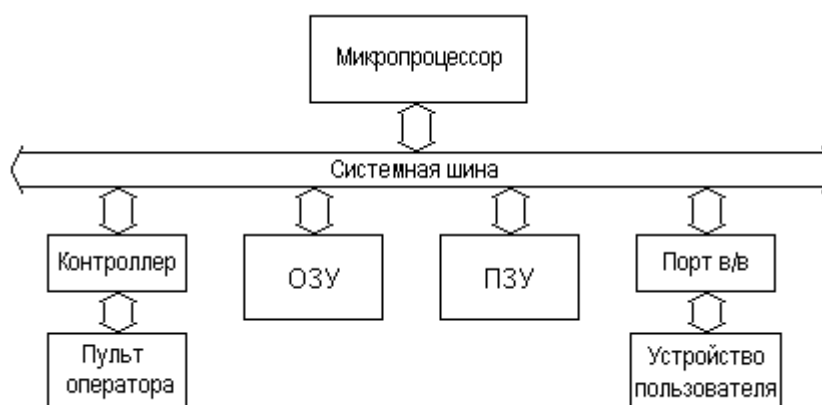 Микропроцессор
Системная шина
Контроллер
ОЗУ
ПЗУ
Порт в/в
Пульт
оператора
Устройство
пользователя